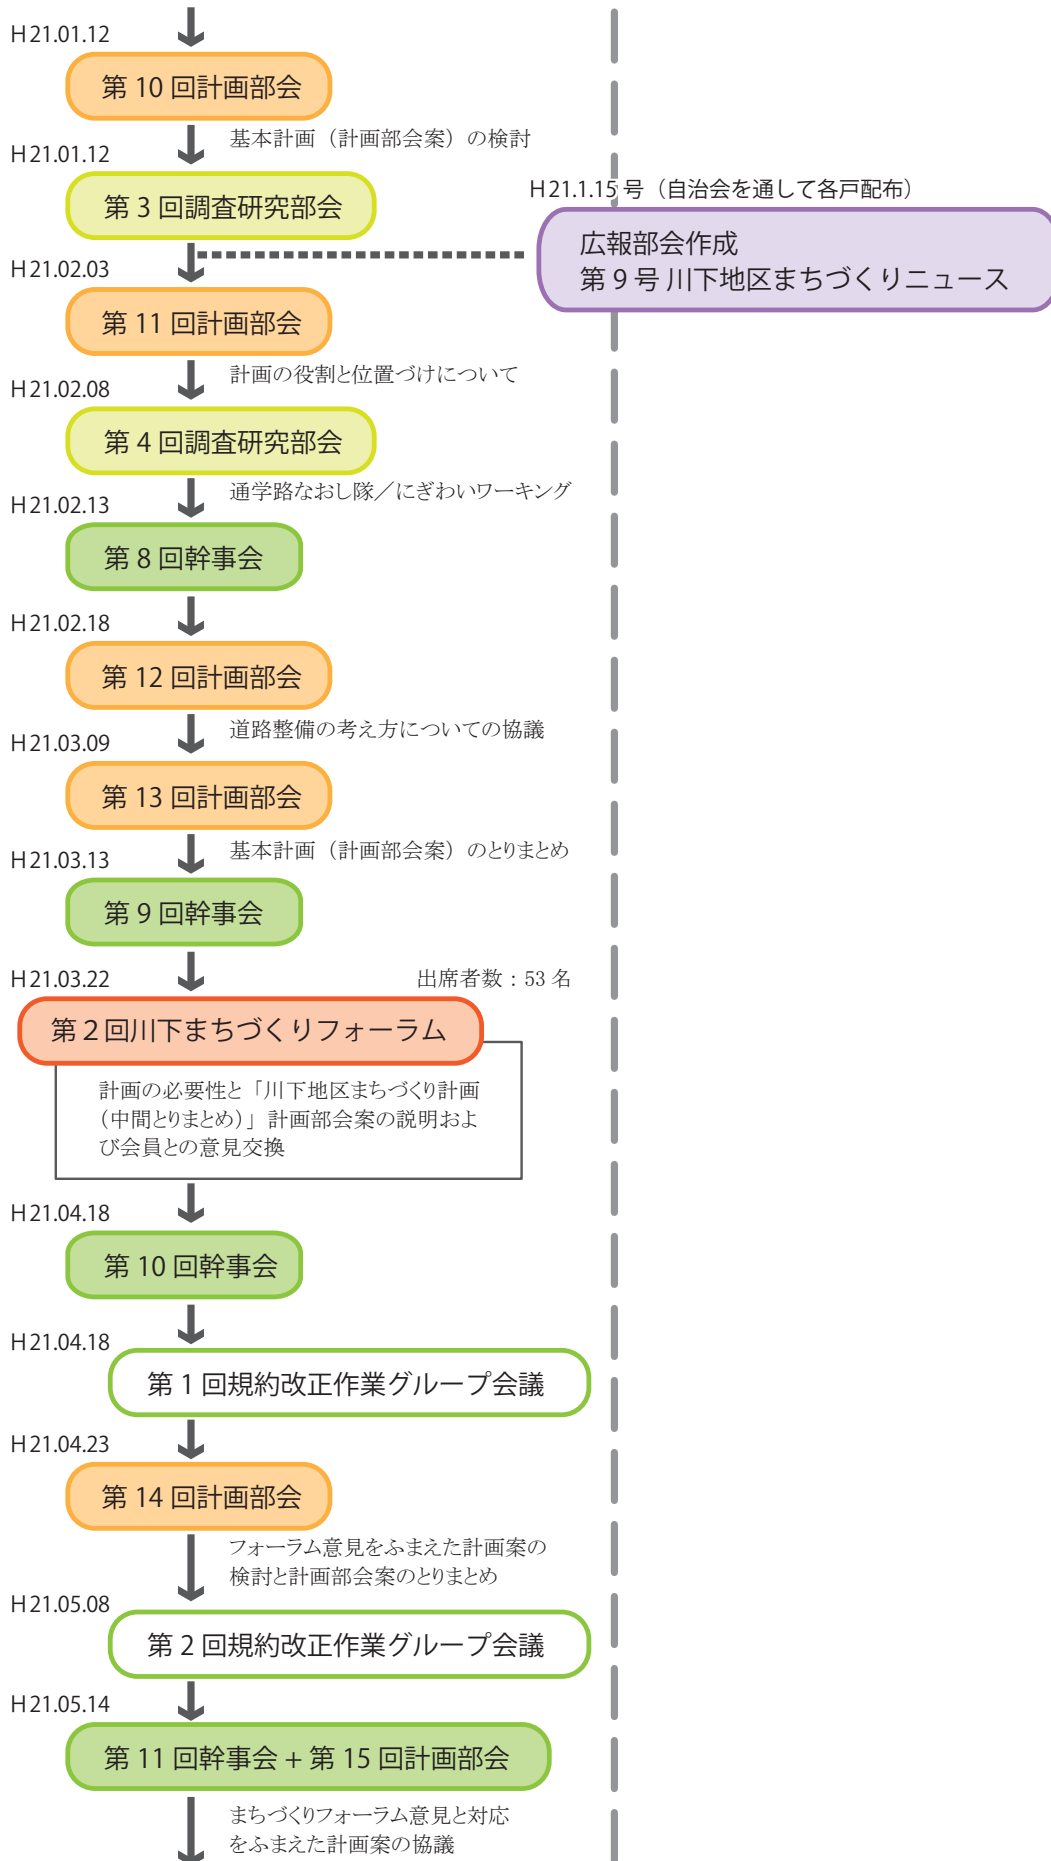 H21.01.12
第 10 回計画部会
基本計画（計画部会案）の検討
H21.01.12
第 3 回調査研究部会
H21.1.15 号（自治会を通して各戸配布）
広報部会作成
第 9 号 川下地区まちづくりニュース
H21.02.03
第 11 回計画部会
計画の役割と位置づけについて
H21.02.08
第 4 回調査研究部会
通学路なおし隊／にぎわいワーキング
H21.02.13
第 8 回幹事会
H21.02.18
第 12 回計画部会
道路整備の考え方についての協議
H21.03.09
第 13 回計画部会
基本計画（計画部会案）のとりまとめ
H21.03.13
第 9 回幹事会
H21.03.22
出席者数：53 名
第２回川下まちづくりフォーラム
計画の必要性と「川下地区まちづくり計画
（中間とりまとめ）」計画部会案の説明およ
び会員との意見交換
H21.04.18
第 10 回幹事会
H21.04.18
第 1 回規約改正作業グループ会議
H21.04.23
第 14 回計画部会
フォーラム意見をふまえた計画案の
検討と計画部会案のとりまとめ
H21.05.08
第 2 回規約改正作業グループ会議
H21.05.14
第 11 回幹事会 + 第 15 回計画部会
まちづくりフォーラム意見と対応
をふまえた計画案の協議